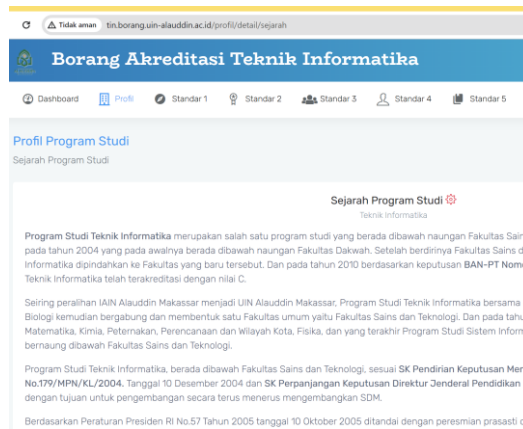 Tidak aman tin.borang.uin-alauddin.ac.id/profil/detail/sejarah
Borang Akreditasi Teknik Informatika
Dashboard Profil Standar 1 Standar 2 Standar 3 Standar 4 Standar 5
Profil Program Studi
Sejarah Program Studi
Sejarah Program Studi
Teknik Informatika
Program Studi Teknik Informatika merupakan salah satu program studi yang berada dibawah naungan Fakultas
pada tahun 2004 yang pada awalnya berada dibawah naungan Fakultas Dakwah. Setelah berdirinya Fakultas Sains
Informatika dipindahkan ke Fakultas yang baru tersebut. Dan pada tahun 2010 berdasarkan keputusan BAN-PT
Teknik Informatika telah terakreditasi dengan nilai C.
Seiring peralihan IAIN Alauddin Makassar menjadi UIN Alauddin Makassar, Program Studi Teknik Informatika bersama
Biologi kemudian bergabung dan membentuk satu Fakultas umum yaitu Fakultas Sains dan Teknologi. Dan pada
Matematika, Kimia, Peternakan, Perencanaan dan Wilayah Kota, Fisika, dan yang terakhir Program Studi Sistem
bernaung dibawah Fakultas Sains dan Teknologi.
Program Studi Teknik Informatika, berada dibawah Fakultas Sains dan Teknologi, sesuai SK Pendirian Keputusan
No.179/MPN/KL/2004. Tanggal 10 Desember 2004 dan SK Perpanjangan Keputusan Direktur Jenderal Pendidikan
dengan tujuan untuk pengembangan secara terus menerus mengembangkan SDM.
Berdasarkan Peraturan Presiden RI No.57 Tahun 2005 tanggal 10 Oktober 2005 ditandai dengan peresmian prasasti